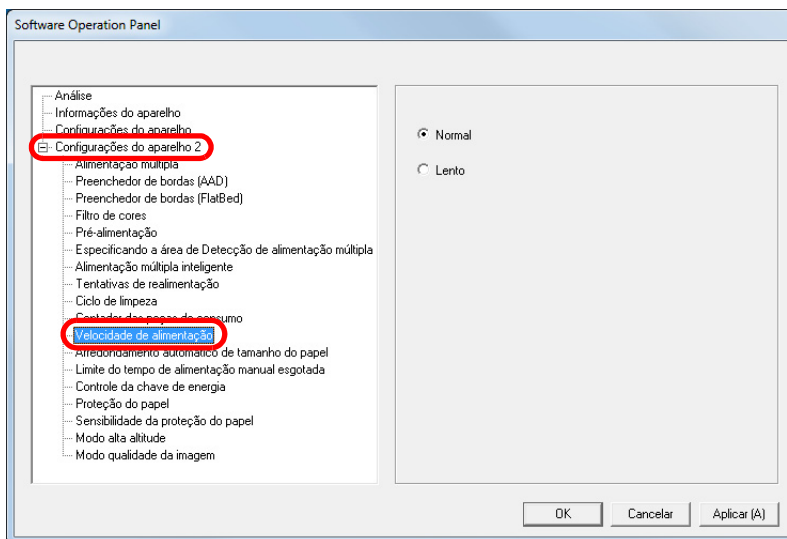 Software Operation Panel
Análise
Informações do aparelho
Configurações do aparelho
Configurações do aparelho 2
Alimentação múltipla
Preenchedor de bordas (AAD)
Preenchedor de bordas (FlatBed)
Filtro de cores
Pré-alimentação
Especificando a área de Detecção de alimentação múltipla
Alimentação múltipla inteligente
Tentativas de realimentação
Ciclo de limpeza
Contador das peças de consumo
Velocidade de alimentação
Arredondamento automático de tamanho do papel
Limite do tempo de alimentação manual esgotada
Controle da chave de energia
Proteção do papel
Sensibilidade da proteção do papel
Modo alta altitude
Modo qualidade da imagem
Normal
Lento
OK
Cancelar
Aplicar (A)